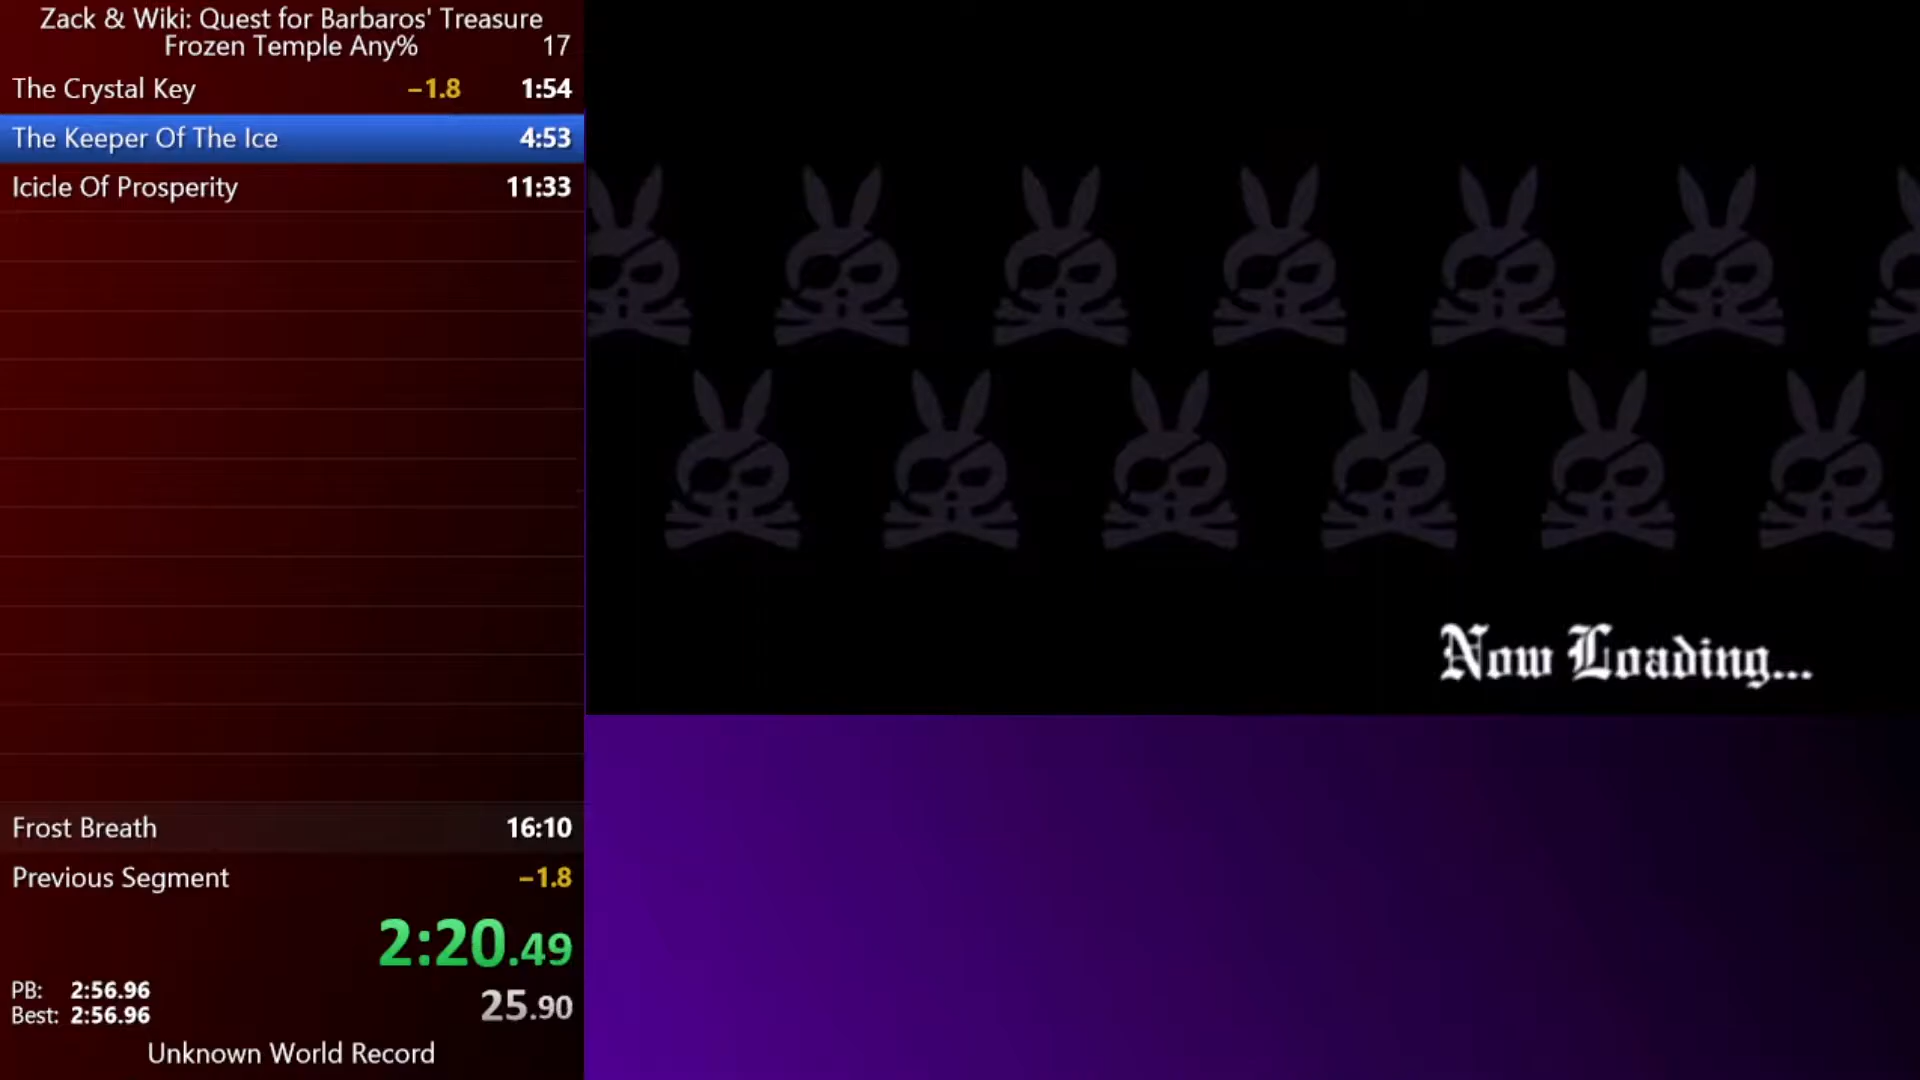 Zack & Wiki: Quest for Barbaros' Treasure
Frozen Temple Any% 17
The Crystal Key −1.8 1:54
The Keeper Of The Ice 4:53
Icicle Of Prosperity 11:33
Now Loading...
Frost Breath 16:10
Previous Segment −1.8
2:20.49
PB: 2:56.96
Best: 2:56.96
25.90
Unknown World Record